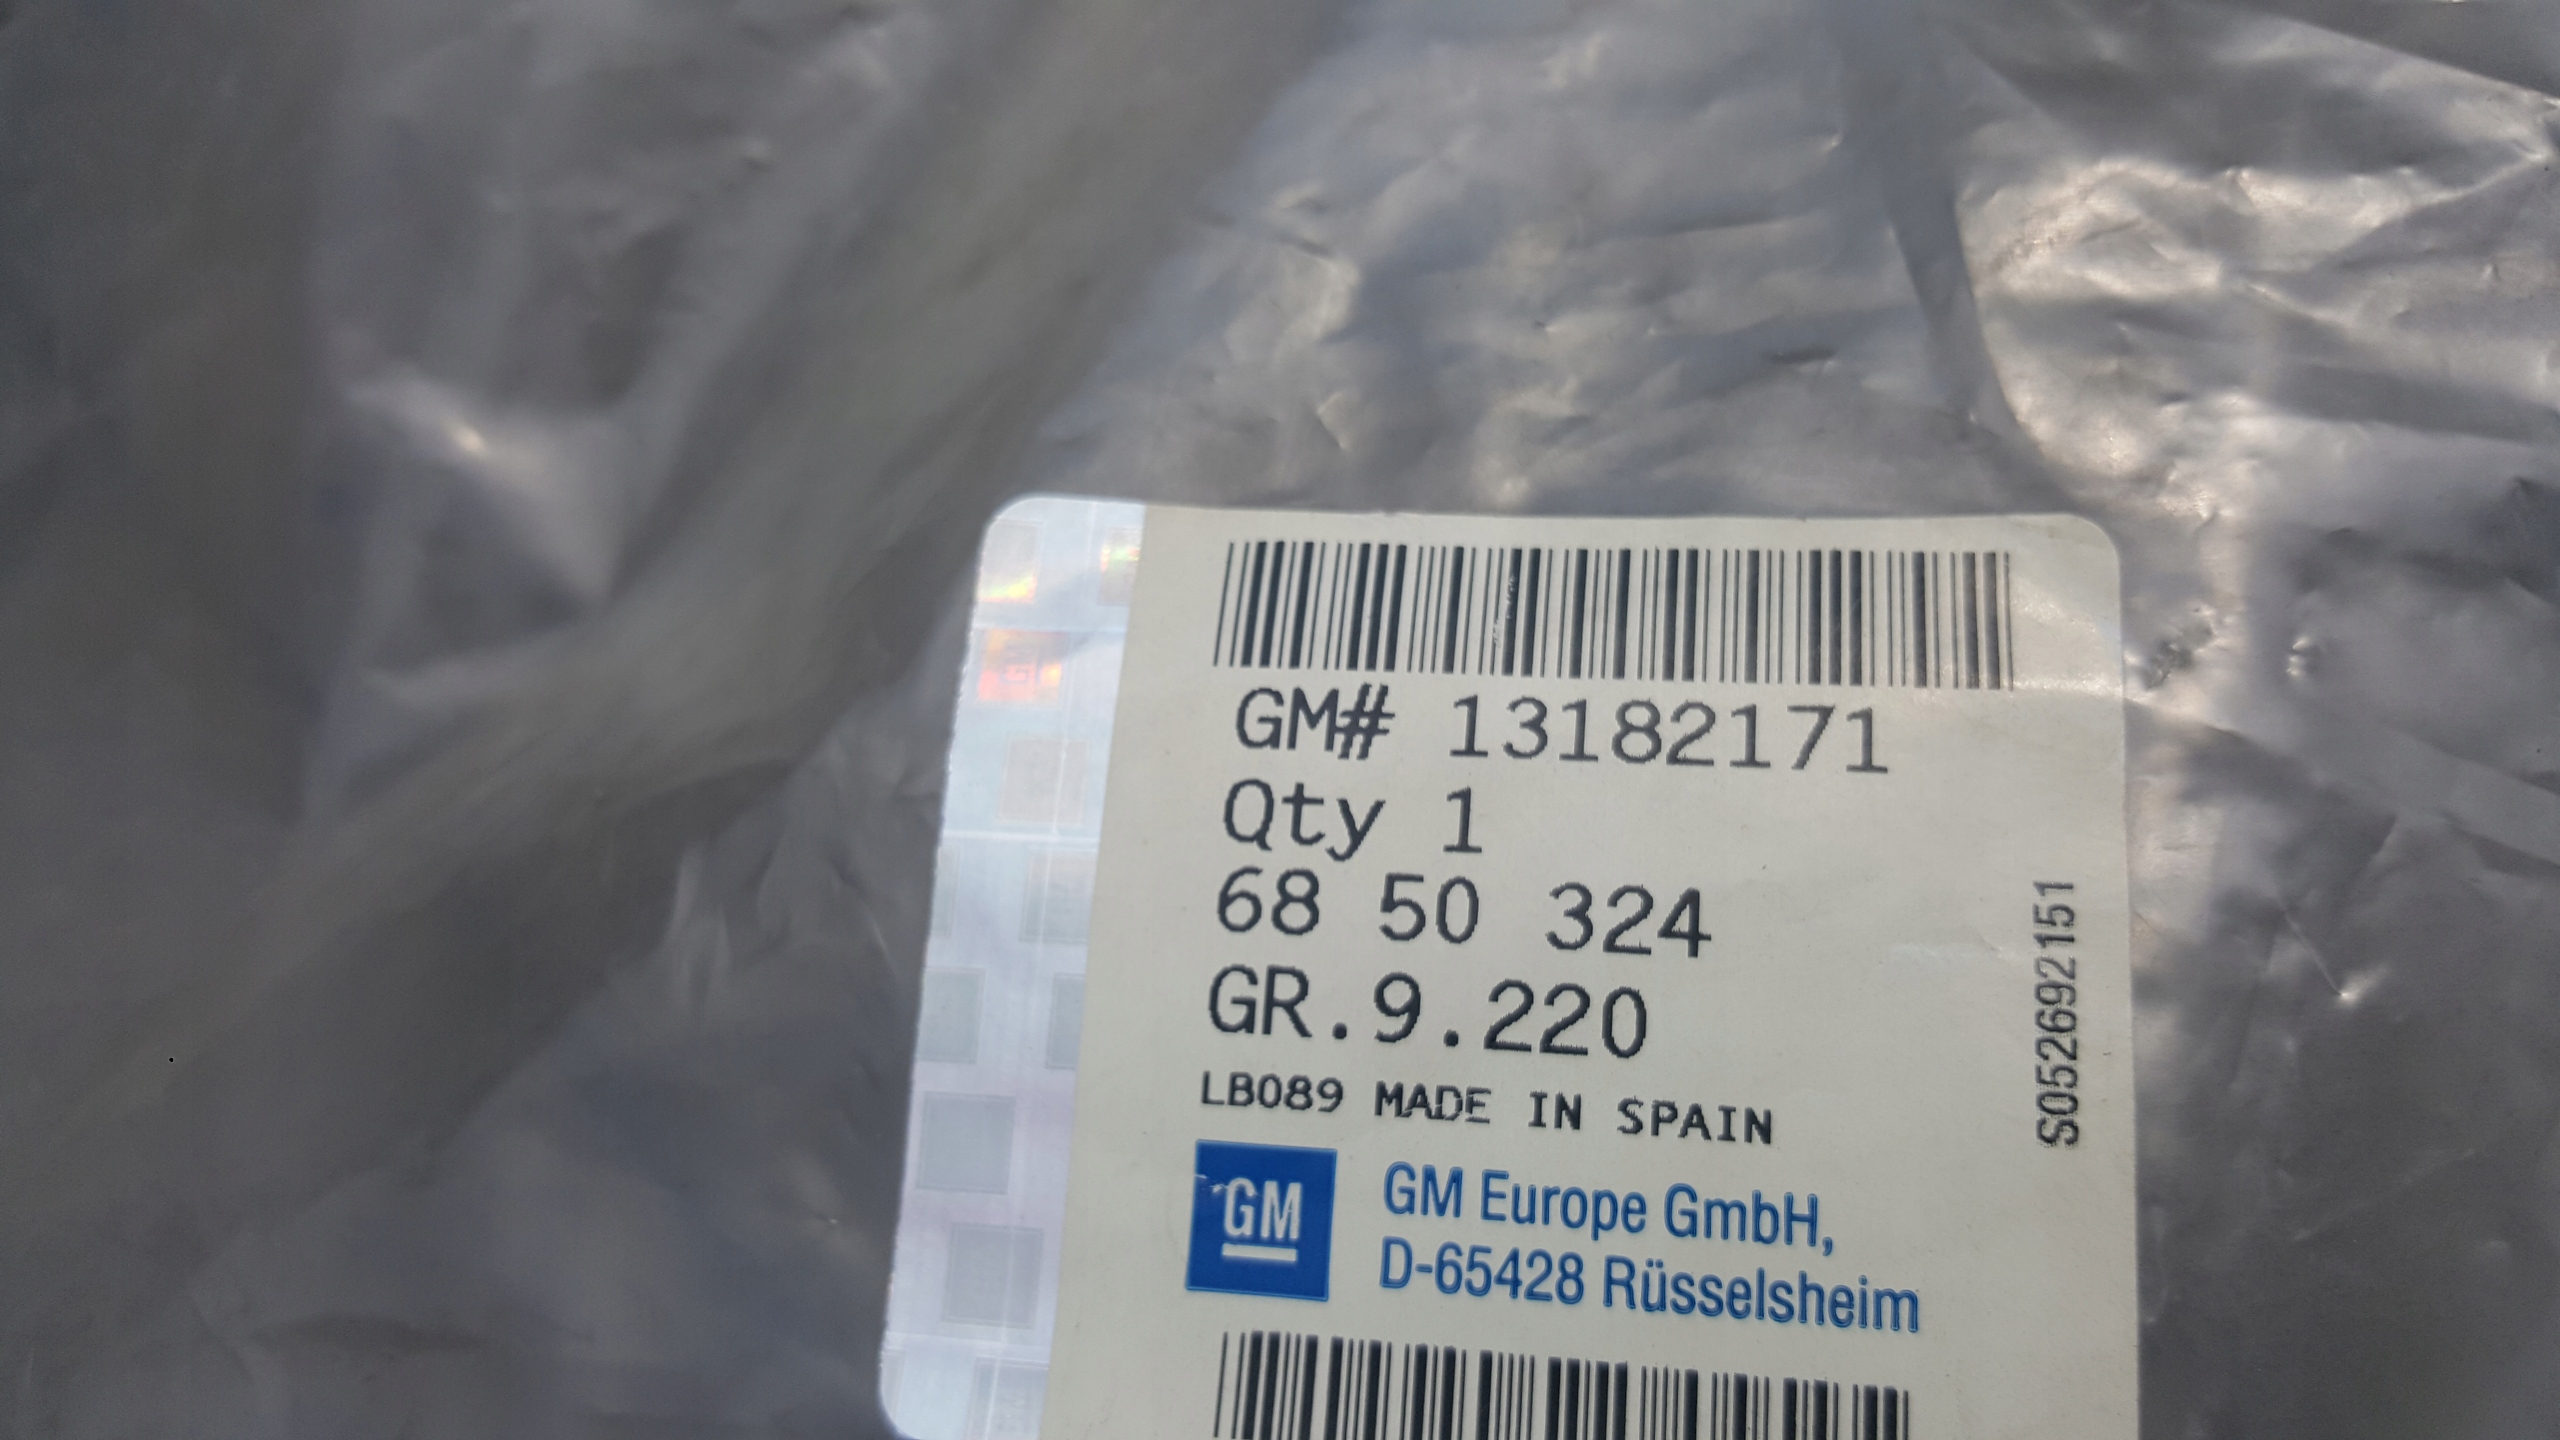 GM# 13182171
Qty 1
68 50 324
GR.9.220
LB089 MADE IN SPAIN
S052692151
GM
GM Europe GmbH,
D-65428 Rüsselsheim